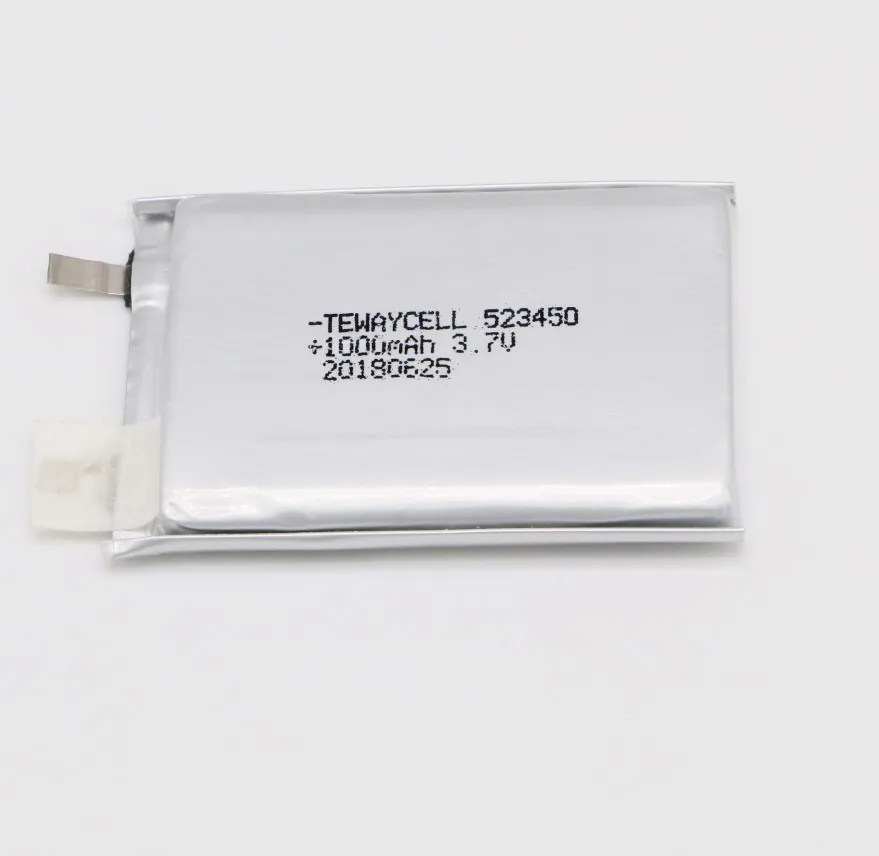 -TEWAYCELL 523450
+1000mAh 3.7V
20180625